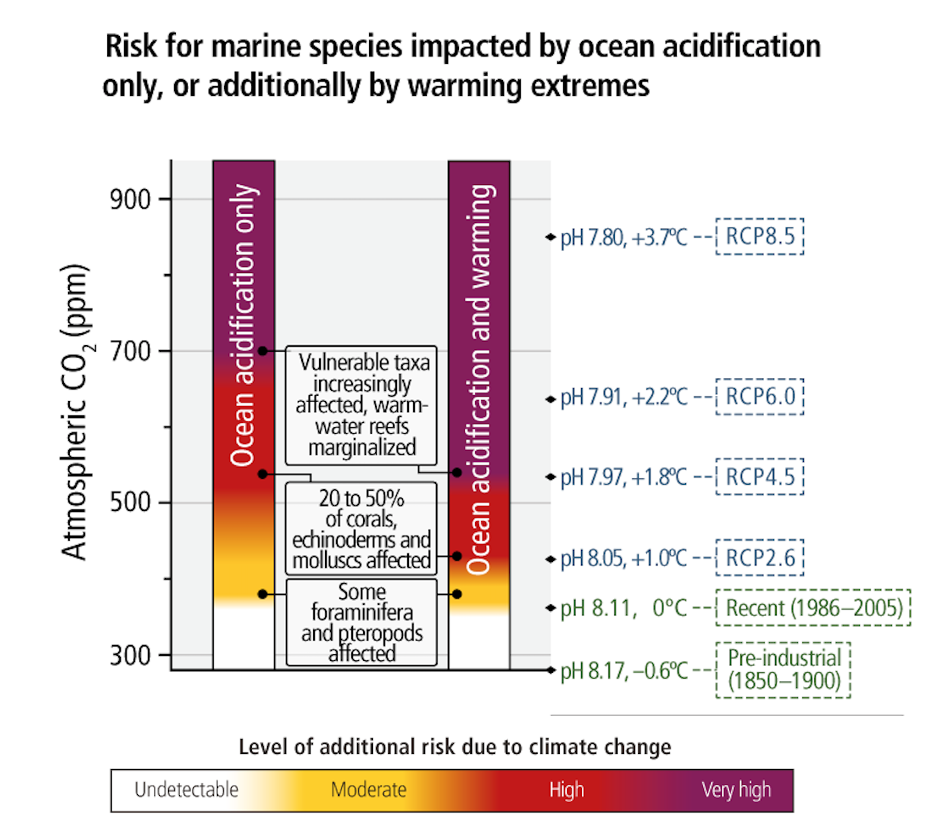 Risk for marine species impacted by ocean acidification
only, or additionally by warming extremes
Atmospheric CO2 (ppm)
900
700
500
300
Ocean acidification only
Ocean acidification and warming
Vulnerable taxa
increasingly
affected, warm-
water reefs
marginalized
20 to 50%
of corals,
echinoderms and
molluscs affected
Some
foraminifera
and pteropods
affected
pH 7.80, +3.7ºC
RCP8.5
pH 7.91, +2.2ºC
RCP6.0
pH 7.97, +1.8ºC
RCP4.5
pH 8.05, +1.0ºC
RCP2.6
pH 8.11, 0°C
Recent (1986–2005)
pH 8.17, –0.6ºC
Pre-industrial
(1850–1900)
Level of additional risk due to climate change
Undetectable
Moderate
High
Very high